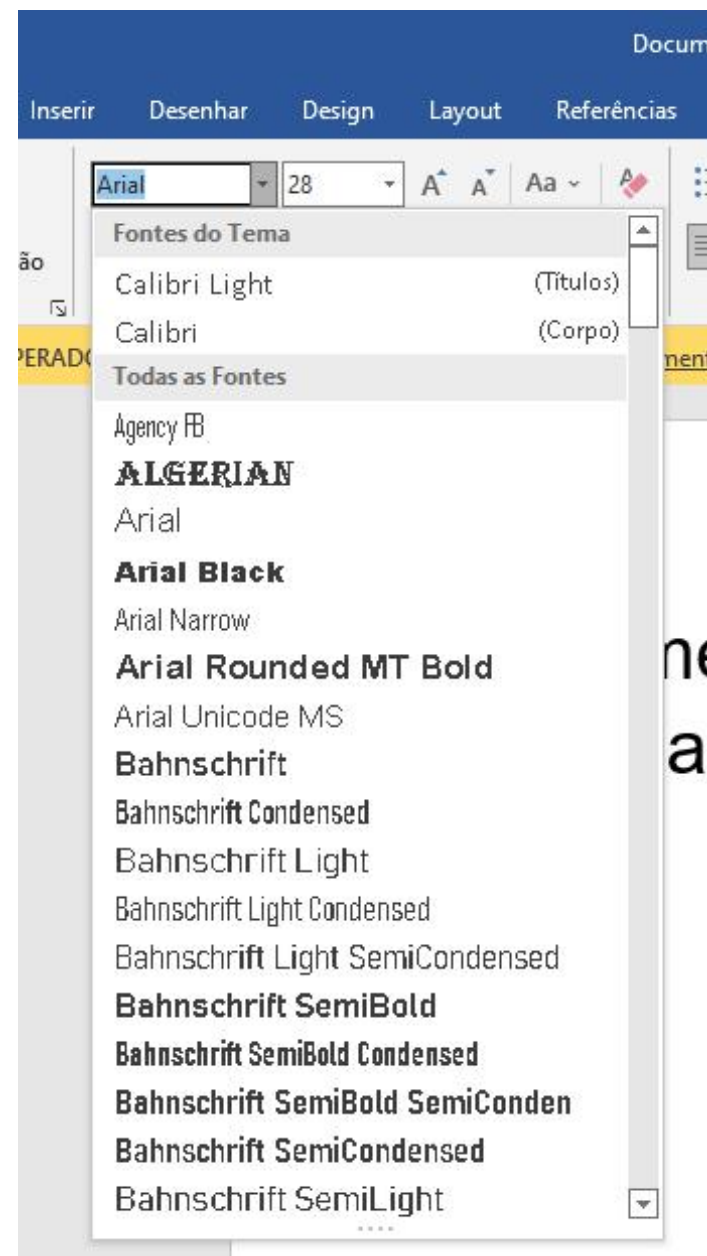 Docum
Inserir Desenhar Design Layout Referências
Arial 28 A A Aa
ão
Fontes do Tema
Calibri Light (Títulos)
Calibri (Corpo)
PERADO
ment
Todas as Fontes
Agency FB
ALGERIAN
Arial
Arial Black
Arial Narrow
Arial Rounded MT Bold
ne
Arial Unicode MS
a
Bahnschrift
Bahnschrift Condensed
Bahnschrift Light
Bahnschrift Light Condensed
Bahnschrift Light SemiCondensed
Bahnschrift SemiBold
Bahnschrift SemiBold Condensed
Bahnschrift SemiBold SemiConden
Bahnschrift SemiCondensed
Bahnschrift SemiLight